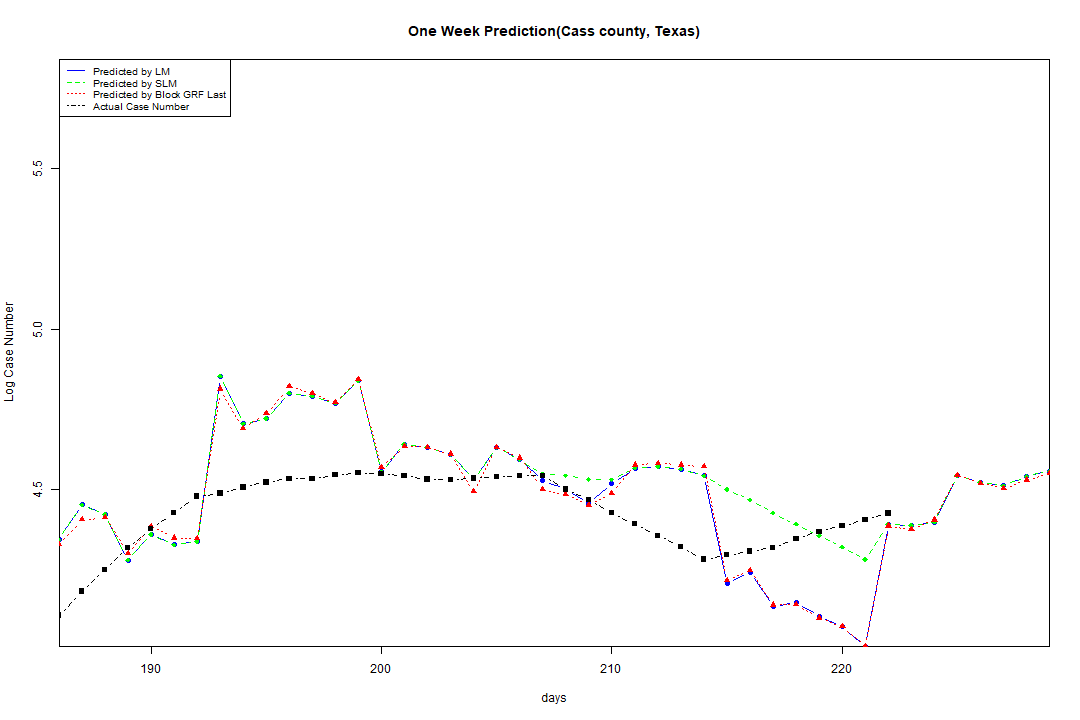 One Week Prediction(Cass county, Texas)
Predicted by LM
Predicted by SLM
Predicted by Block GRF Last
Actual Case Number
5.5
5.0
4.5
Log Case Number
190 200 210 220
days